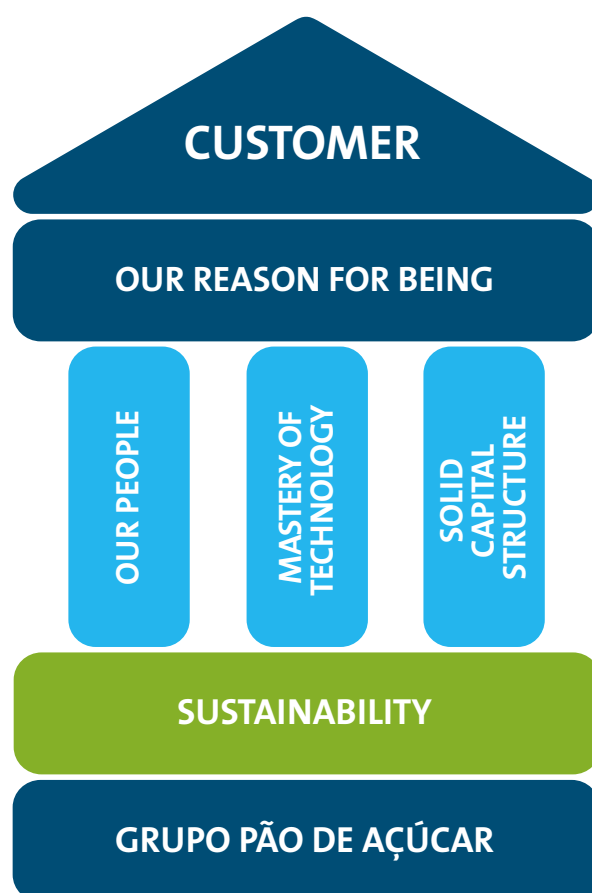 CUSTOMER
OUR REASON FOR BEING
OUR PEOPLE
MASTERY OF
TECHNOLOGY
SOLID
CAPITAL
STRUCTURE
SUSTAINABILITY
GRUPO PÃO DE AÇÚCAR